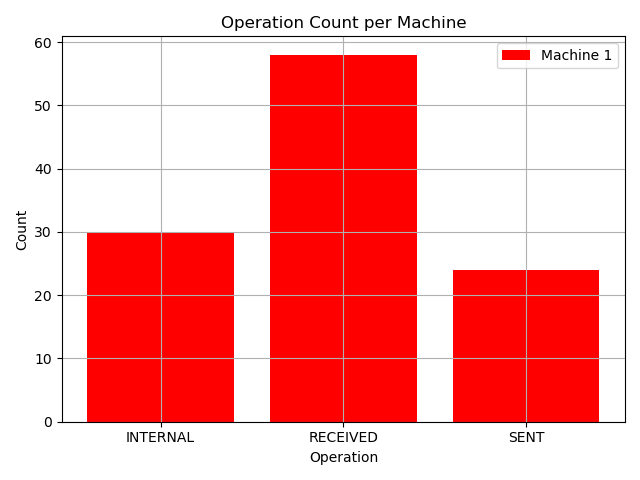 Operation Count per Machine
Machine 1
60
50
40
30
20
10
0
Count
INTERNAL RECEIVED SENT
Operation